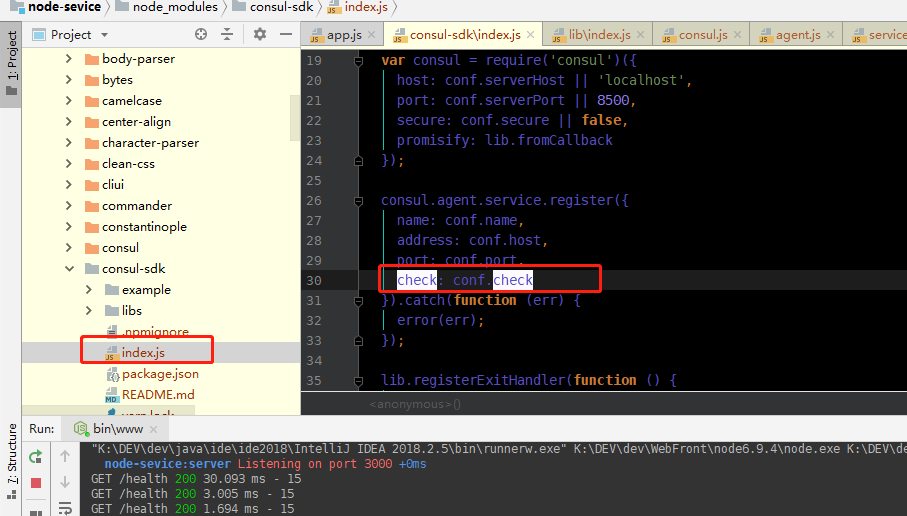 node-sevice node_modules consul-sdk index.js
1: Project
Project
app.js consul-sdk\index.js lib\index.js consul.js agent.js service
body-parser
bytes
camelcase
center-align
character-parser
clean-css
cliui
commander
constantinople
consul
consul-sdk
example
libs
.npmignore
index.js
package.json
README.md
yarn.lock
19 var consul = require('consul')({
20 host: conf.serverHost || 'localhost',
21 port: conf.serverPort || 8500,
22 secure: conf.secure || false,
23 promisify: lib.fromCallback
24 });
25
26 consul.agent.service.register({
27 name: conf.name,
28 address: conf.host,
29 port: conf.port,
30 check: conf.check
31 }).catch(function (err) {
32 error(err);
33 });
34
35 lib.registerExitHandler(function () {
<anonymous>()
Run: bin\www
7: Structure
"K:\DEV\dev\java\ide\ide2018\IntelliJ IDEA 2018.2.5\bin\runnerw.exe" K:\DEV\dev\WebFront\node6.9.4\node.exe K:\DEV\de
node-sevice:server Listening on port 3000 +0ms
GET /health 200 30.093 ms - 15
GET /health 200 3.005 ms - 15
GET /health 200 1.694 ms - 15